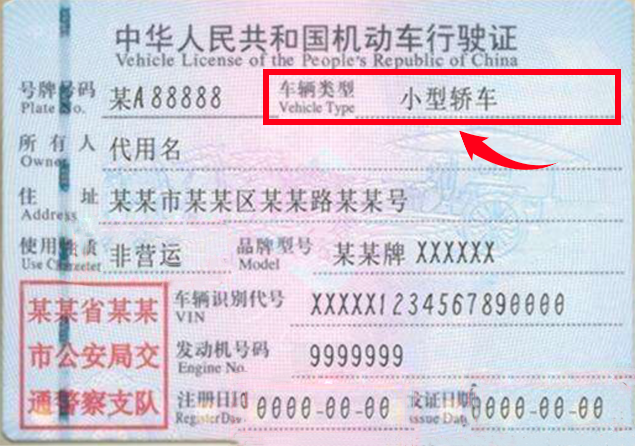 中华人民共和国机动车行驶证
Vehicle License of the People's Republic of China
号牌号码 某A88888 车辆类型 小型轿车
Plate No. Vehicle Type
所有人 代用名
Owner
住址 某某市某某区某某路某某号
Address
使用性质 非营运 品牌型号 某某牌 XXXXXX
Use Character Model
某某省某某
市公安局交
通警察支队
车辆识别代号 XXXXX1234567890000
VIN
发动机号码 9999999
Engine No.
注册日期 0000-00-00 发证日期 0000-00-00
Register Date Issue Date